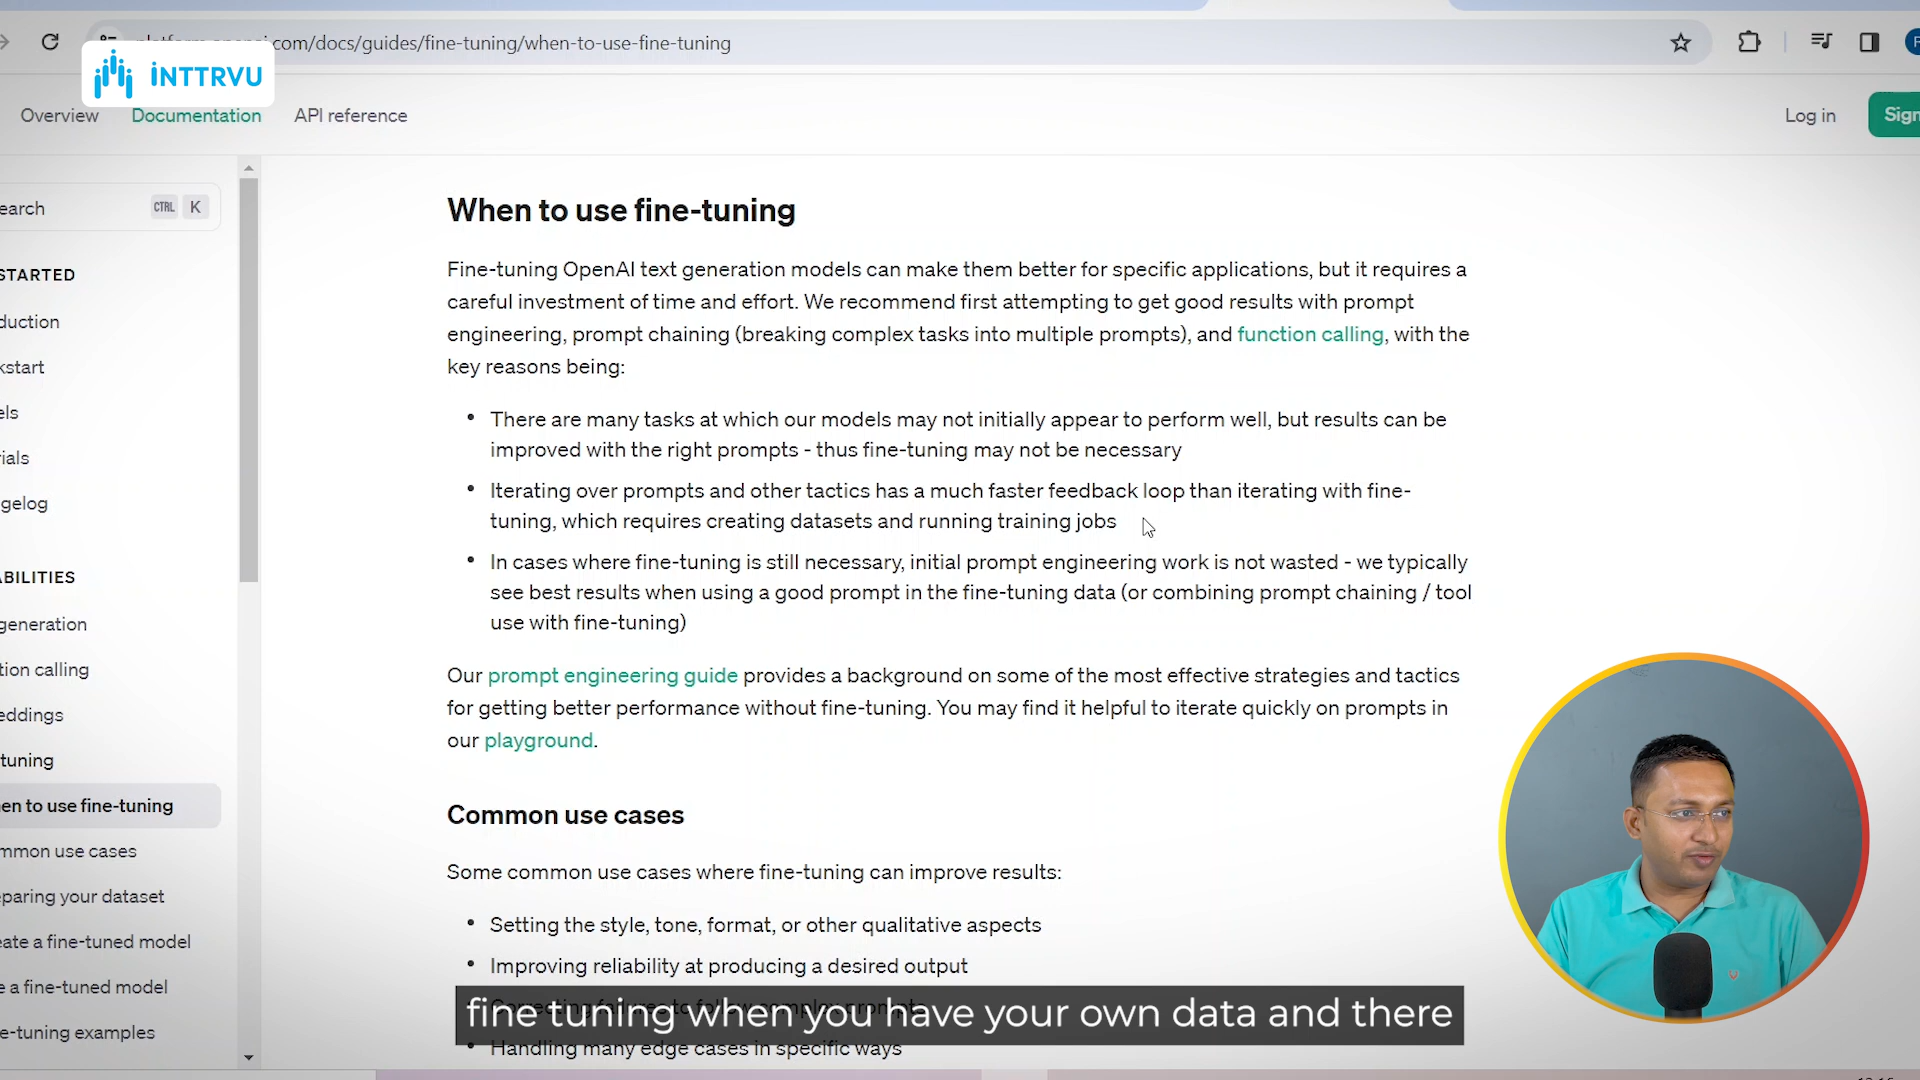 platform.openai.com/docs/guides/fine-tuning/when-to-use-fine-tuning
INTTRVU
Overview
Documentation
API reference
Log in
Sign
earch
CTRL K
STARTED
duction
kstart
els
rials
ngelog
ABILITIES
generation
tion calling
eddings
tuning
en to use fine-tuning
mmon use cases
eparing your dataset
eate a fine-tuned model
e a fine-tuned model
e-tuning examples
When to use fine-tuning
Fine-tuning OpenAI text generation models can make them better for specific applications, but it requires a
careful investment of time and effort. We recommend first attempting to get good results with prompt
engineering, prompt chaining (breaking complex tasks into multiple prompts), and function calling, with the
key reasons being:
• There are many tasks at which our models may not initially appear to perform well, but results can be
improved with the right prompts - thus fine-tuning may not be necessary
• Iterating over prompts and other tactics has a much faster feedback loop than iterating with fine-
tuning, which requires creating datasets and running training jobs
• In cases where fine-tuning is still necessary, initial prompt engineering work is not wasted - we typically
see best results when using a good prompt in the fine-tuning data (or combining prompt chaining / tool
use with fine-tuning)
Our prompt engineering guide provides a background on some of the most effective strategies and tactics
for getting better performance without fine-tuning. You may find it helpful to iterate quickly on prompts in
our playground.
Common use cases
Some common use cases where fine-tuning can improve results:
• Setting the style, tone, format, or other qualitative aspects
• Improving reliability at producing a desired output
• Correcting failures to follow complex prompts
• Handling many edge cases in specific ways
fine tuning when you have your own data and there